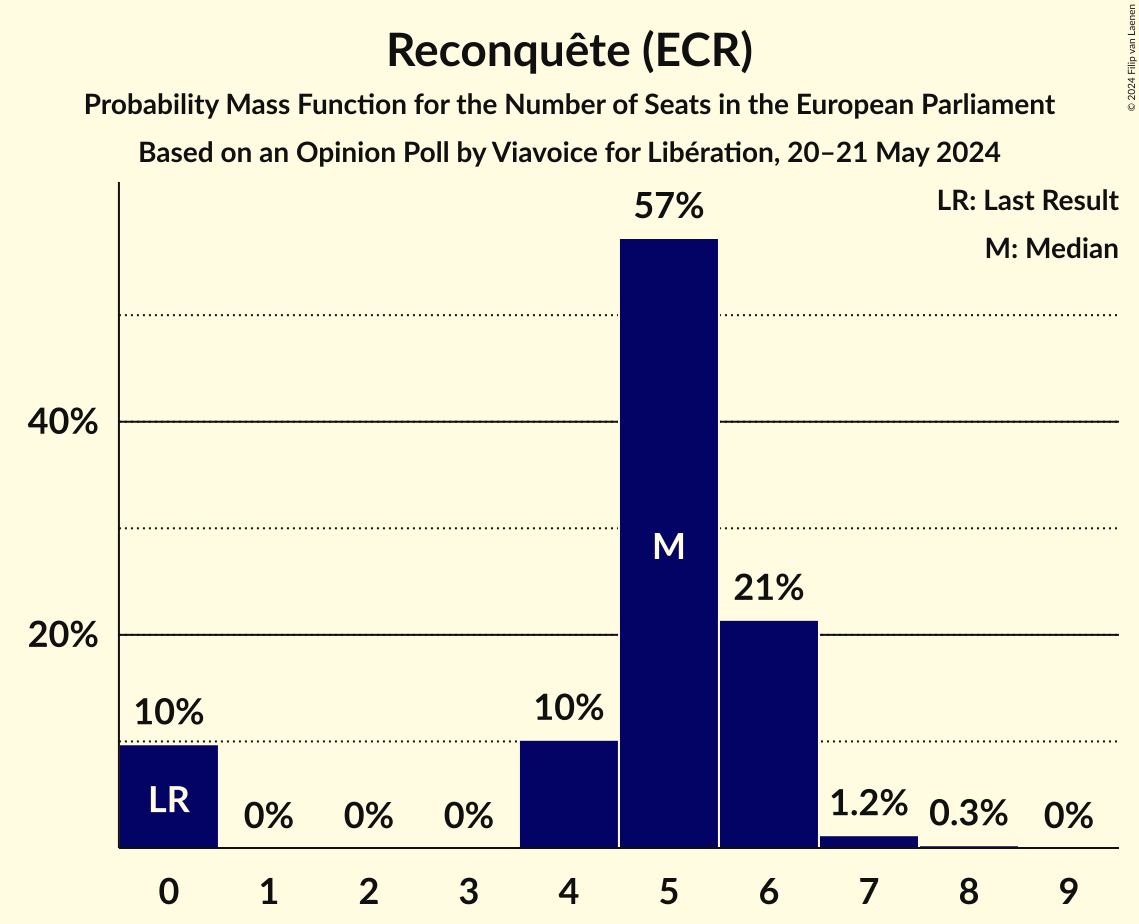 Reconquête (ECR)
Probability Mass Function for the Number of Seats in the European Parliament
Based on an Opinion Poll by Viavoice for Libération, 20–21 May 2024
© 2024 Filip van Laenen
LR: Last Result
M: Median
57%
40%
M
21%
20%
10%
10%
LR
0%
0%
0%
1.2%
0.3%
0%
0 1 2 3 4 5 6 7 8 9